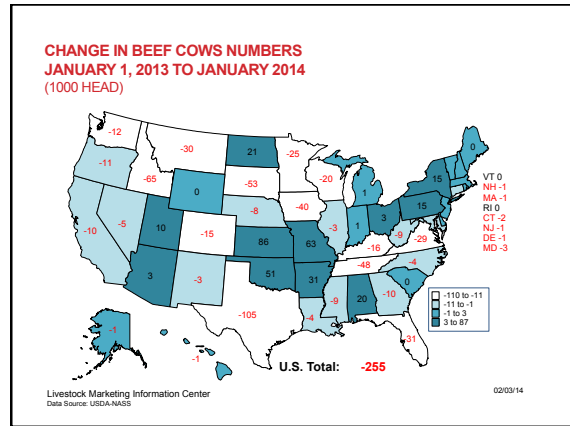 CHANGE IN BEEF COWS NUMBERS
JANUARY 1, 2013 TO JANUARY 2014
(1000 HEAD)
-12
-30
21
-25
0
-11
-65
-53
-20
1
15
0
-8
-40
-10
-5
10
-15
86
63
-3
1
3
15
-9
-29
-16
3
-3
51
31
-48
-4
-105
-4
-9
20
-10
0
-31
-1
-1
VT 0
NH -1
MA -1
RI 0
CT -2
NJ -1
DE -1
MD -3
-110 to -11
-11 to -1
-1 to 3
3 to 87
U.S. Total: -255
Livestock Marketing Information Center
Data Source: USDA-NASS
02/03/14